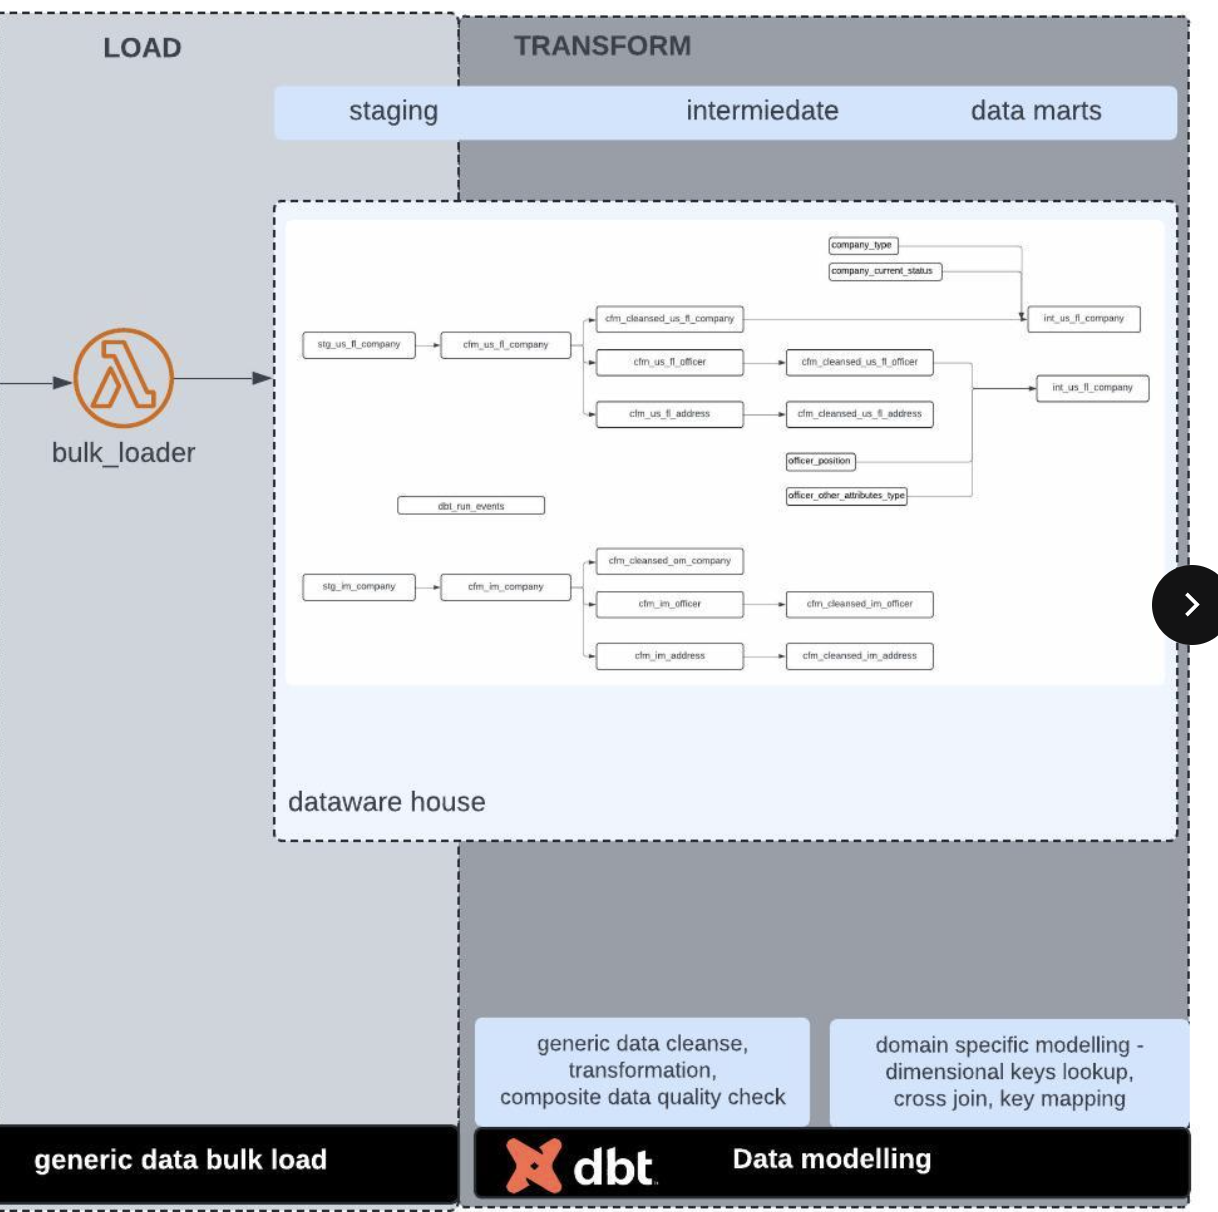 LOAD
TRANSFORM
staging
intermiedate
data marts
company_type
company_current_status
cfm_cleansed_us_fl_company
int_us_fl_company
stg_us_fl_company
cfm_us_fl_company
cfm_us_fl_officer
cfm_cleansed_us_fl_officer
int_us_fl_company
cfm_us_fl_address
cfm_cleansed_us_fl_address
bulk_loader
officer_position
officer_other_attributes_type
dbt_run_events
cfm_cleansed_om_company
stg_im_company
cfm_im_company
cfm_im_officer
cfm_cleansed_im_officer
cfm_im_address
cfm_cleansed_im_address
dataware house
generic data cleanse,
transformation,
composite data quality check
domain specific modelling -
dimensional keys lookup,
cross join, key mapping
generic data bulk load
dbt
Data modelling